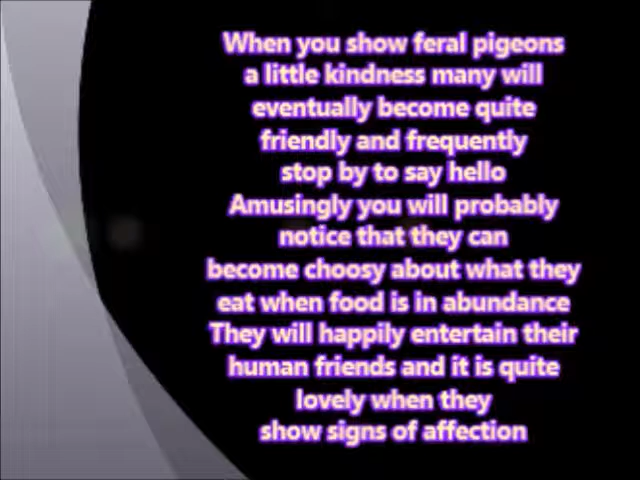 When you show feral pigeons
a little kindness many will
eventually become quite
friendly and frequently
stop by to say hello
Amusingly you will probably
notice that they can
become choosy about what they
eat when food is in abundance
They will happily entertain their
human friends and it is quite
lovely when they
show signs of affection